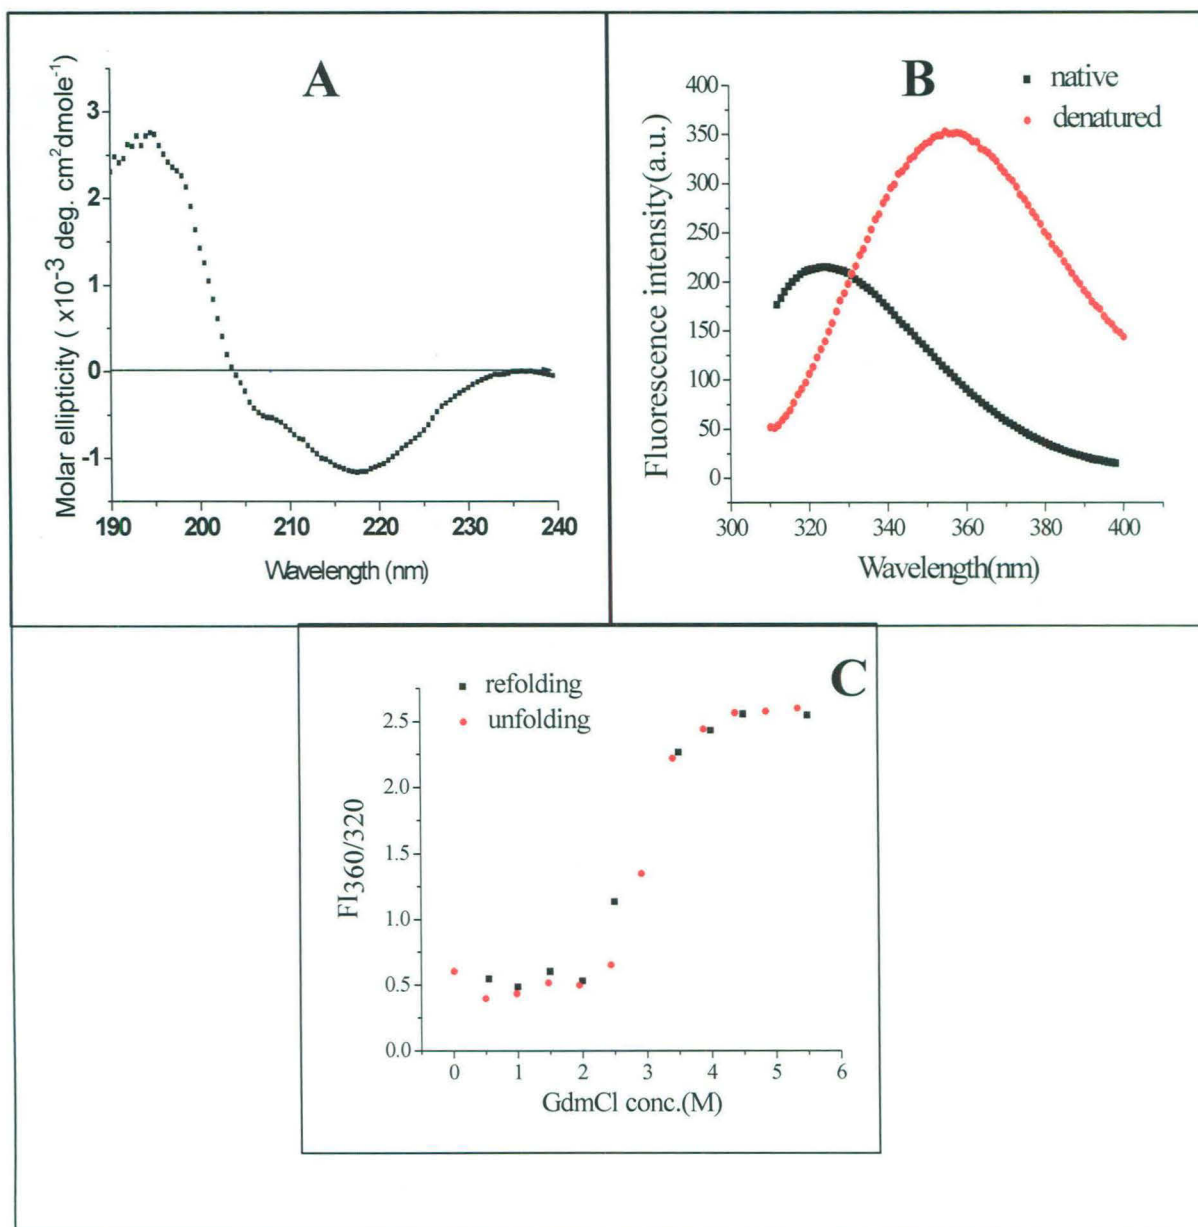 A
Molar ellipticity ( x10⁻³ deg. cm²dmole⁻¹)
3
2
1
0
-1
190 200 210 220 230 240
Wavelength (nm)
B
native
denatured
Fluorescence intensity(a.u.)
400
350
300
250
200
150
100
50
0
300 320 340 360 380 400
Wavelength(nm)
C
refolding
unfolding
FI360/320
2.5
2.0
1.5
1.0
0.5
0.0
0 1 2 3 4 5 6
GdmCl conc.(M)